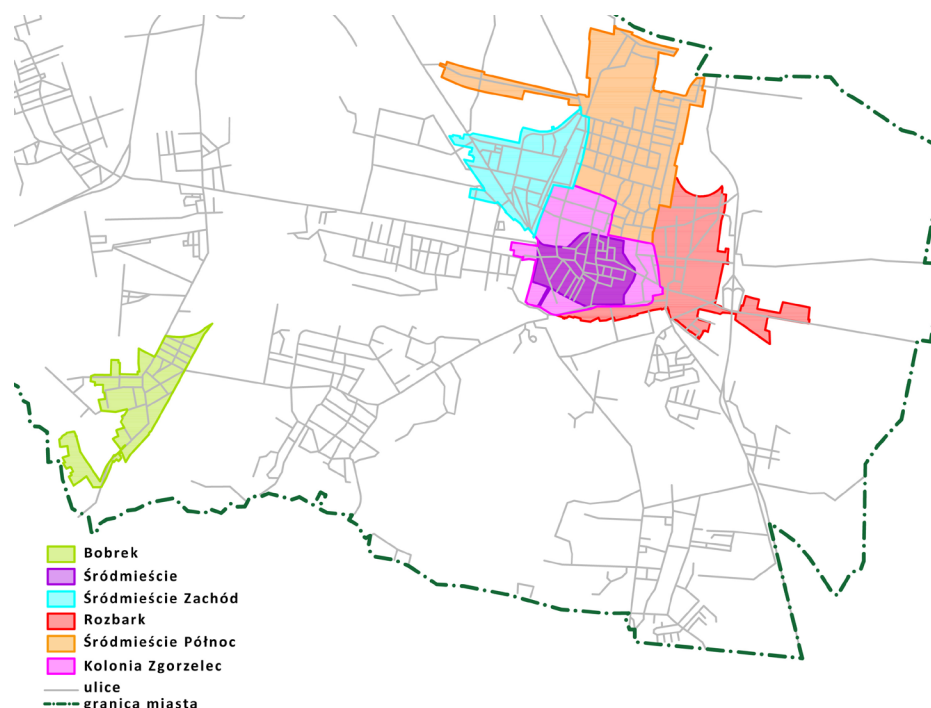 Bobrek
Śródmieście
Śródmieście Zachód
Rozbark
Śródmieście Północ
Kolonia Zgorzelec
ulice
granica miasta